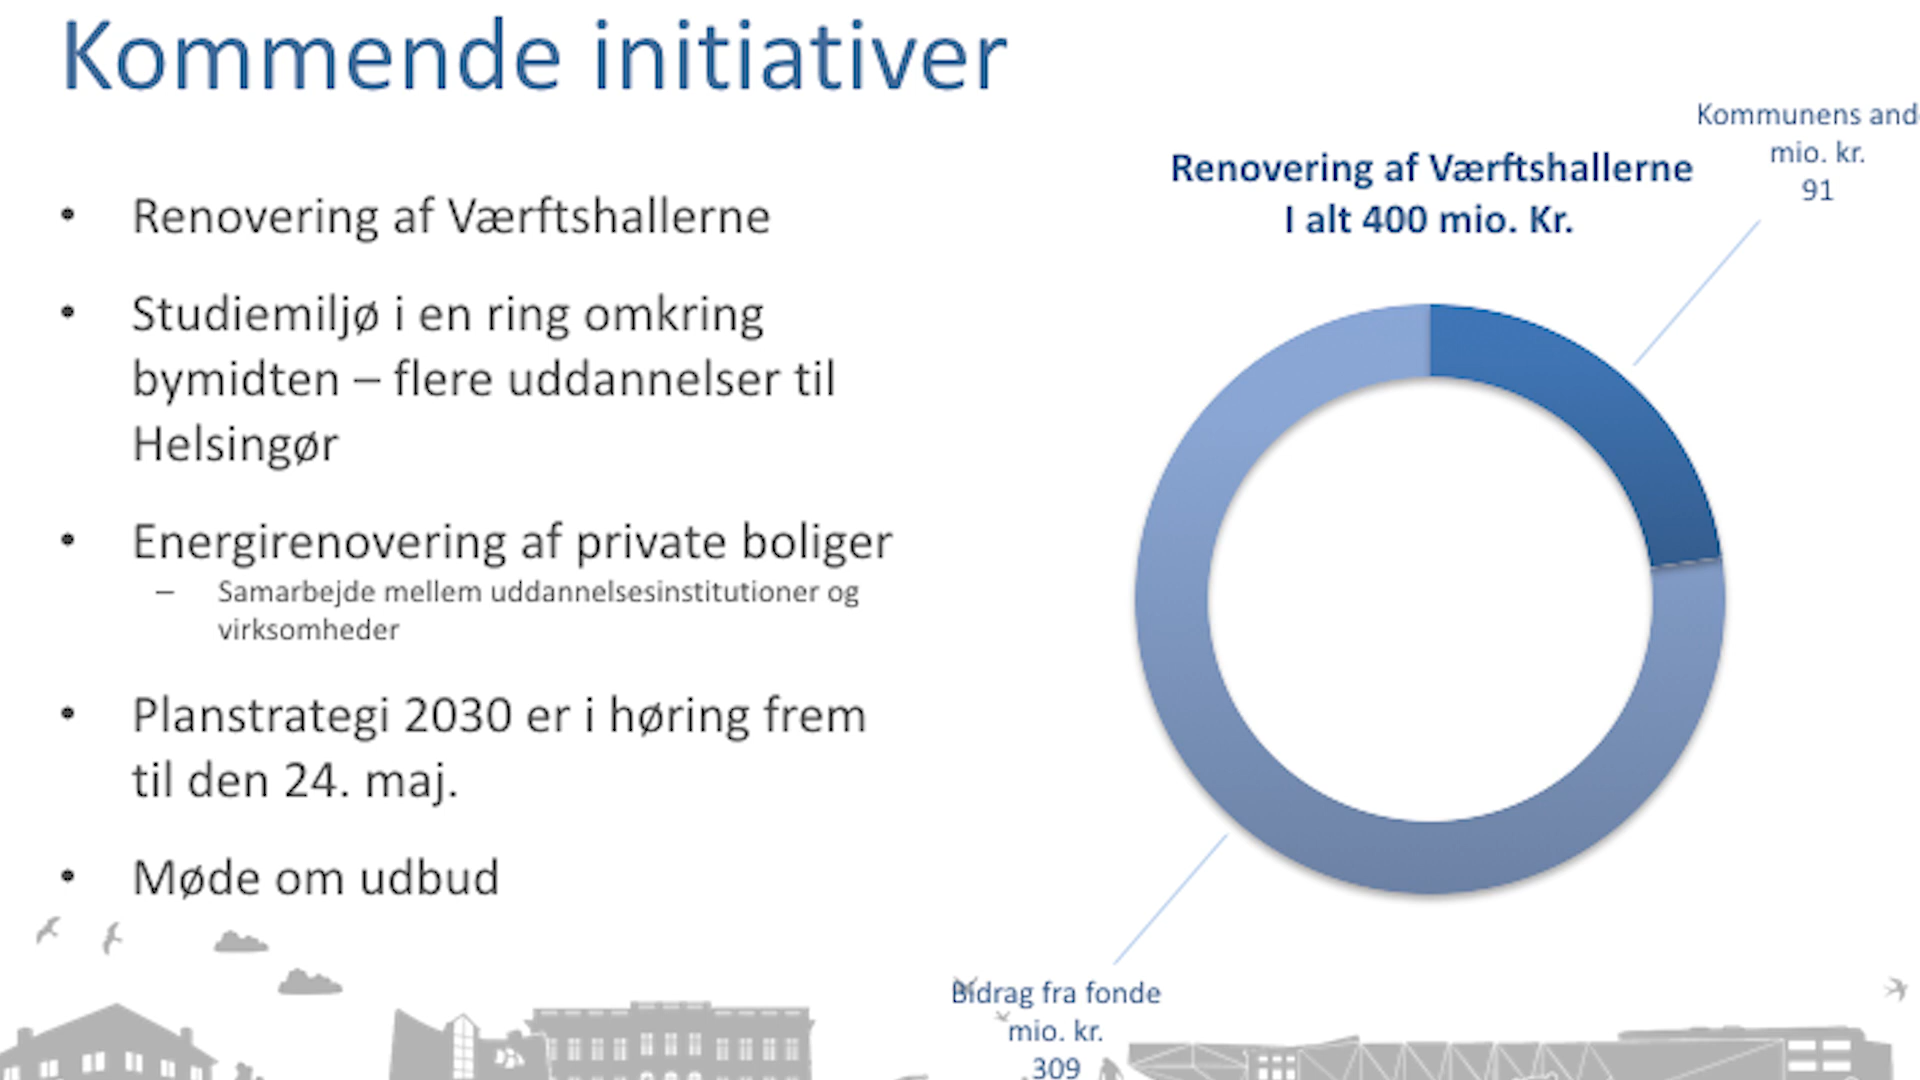 Kommende initiativer
• Renovering af Værftshallerne
• Studiemiljø i en ring omkring
bymidten – flere uddannelser til
Helsingør
• Energirenovering af private boliger
– Samarbejde mellem uddannelsesinstitutioner og
virksomheder
• Planstrategi 2030 er i høring frem
til den 24. maj.
• Møde om udbud
Renovering af Værftshallerne
I alt 400 mio. Kr.
Kommunens
mio. kr.
91
Bidrag fra fonde
mio. kr.
309